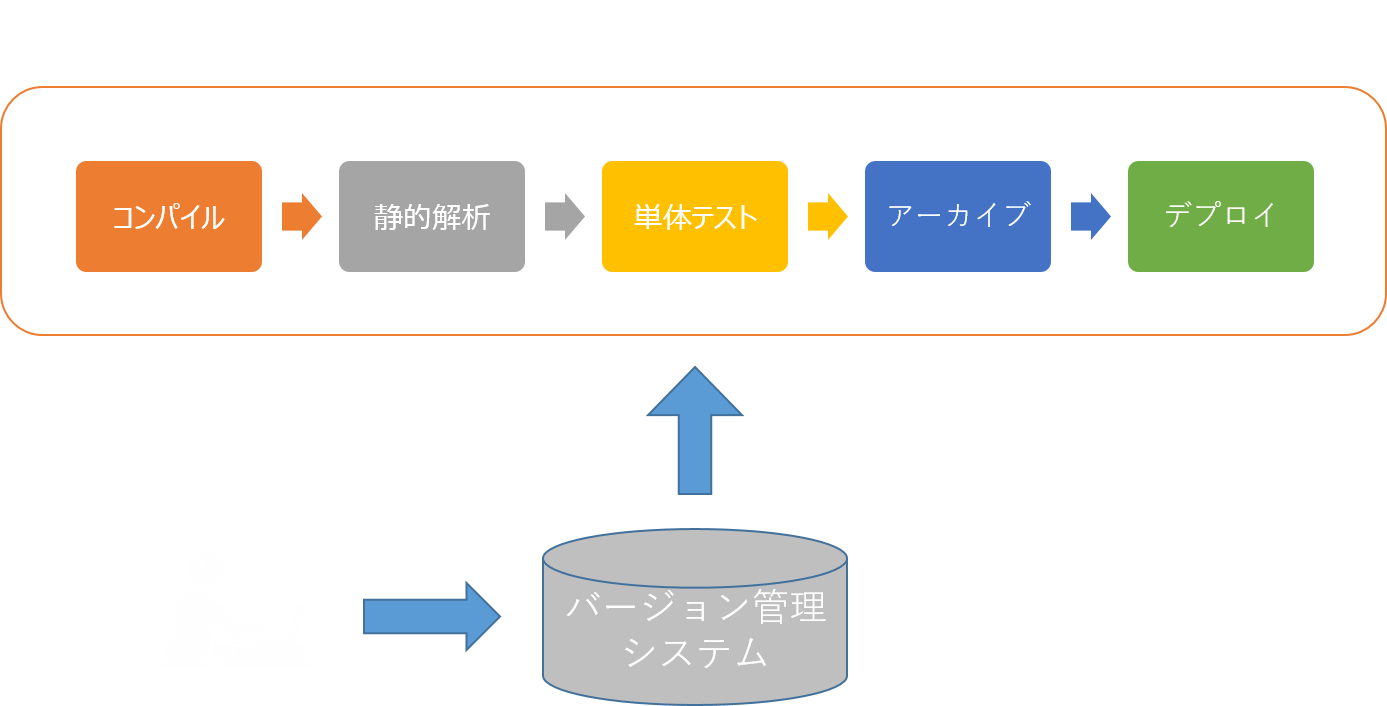 コンパイル
静的解析
単体テスト
アーカイブ
デプロイ
バージョン管理
システム